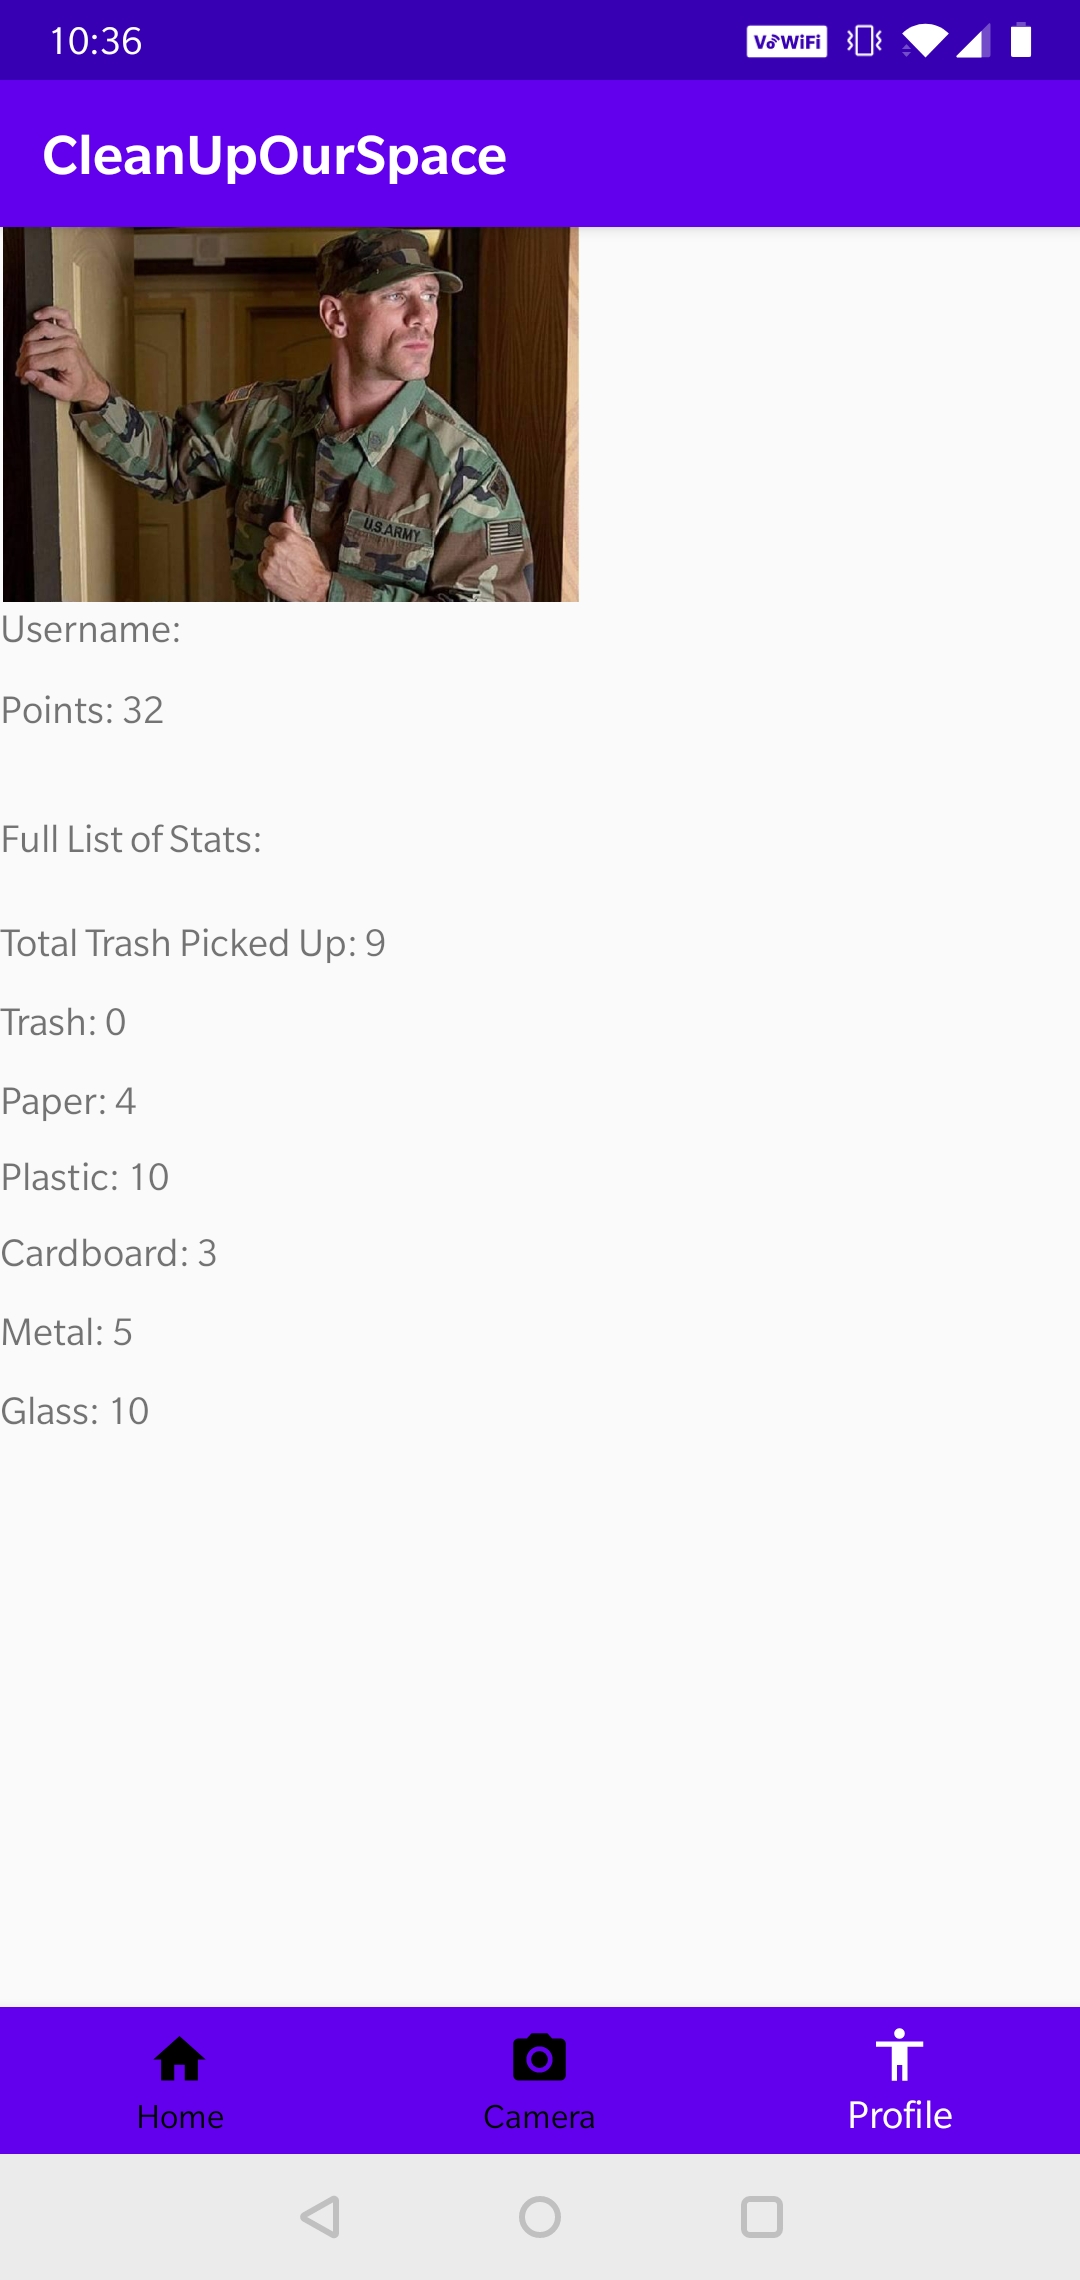 10:36
VoWiFi
CleanUpOurSpace
U.S.ARMY
Username:
Points: 32
Full List of Stats:
Total Trash Picked Up: 9
Trash: 0
Paper: 4
Plastic: 10
Cardboard: 3
Metal: 5
Glass: 10
Home
Camera
Profile